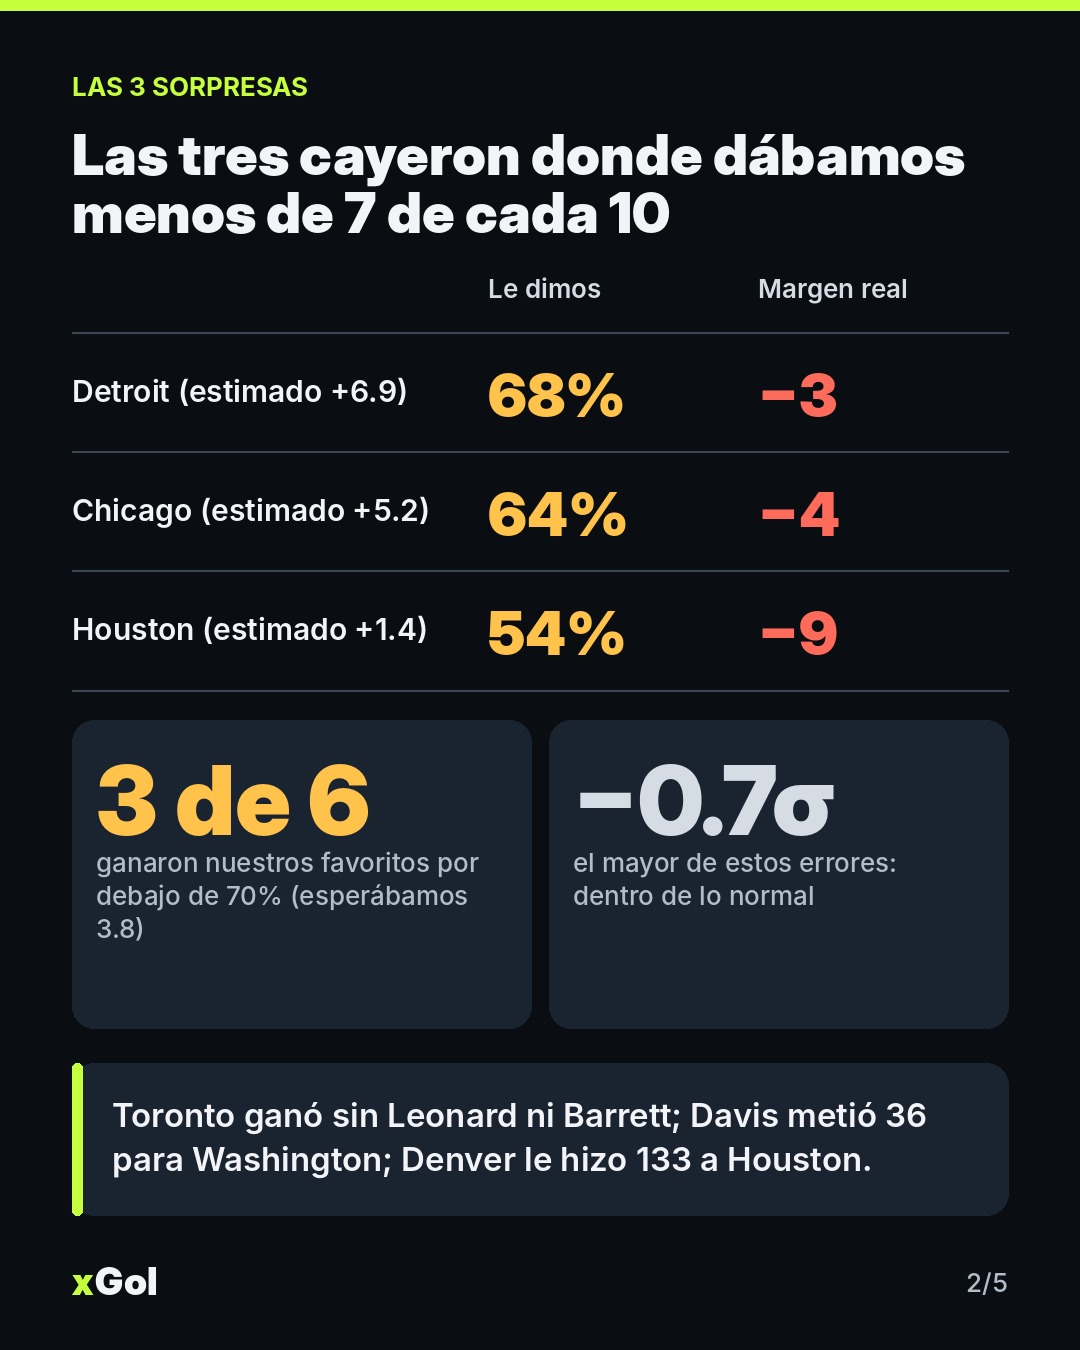 LAS 3 SORPRESAS
Las tres cayeron donde dábamos
menos de 7 de cada 10
Le dimos Margen real
Detroit (estimado +6.9) 68% −3
Chicago (estimado +5.2) 64% −4
Houston (estimado +1.4) 54% −9
3 de 6
ganaron nuestros favoritos por
debajo de 70% (esperábamos
3.8)
−0.7σ
el mayor de estos errores:
dentro de lo normal
Toronto ganó sin Leonard ni Barrett; Davis metió 36
para Washington; Denver le hizo 133 a Houston.
xGol
2/5